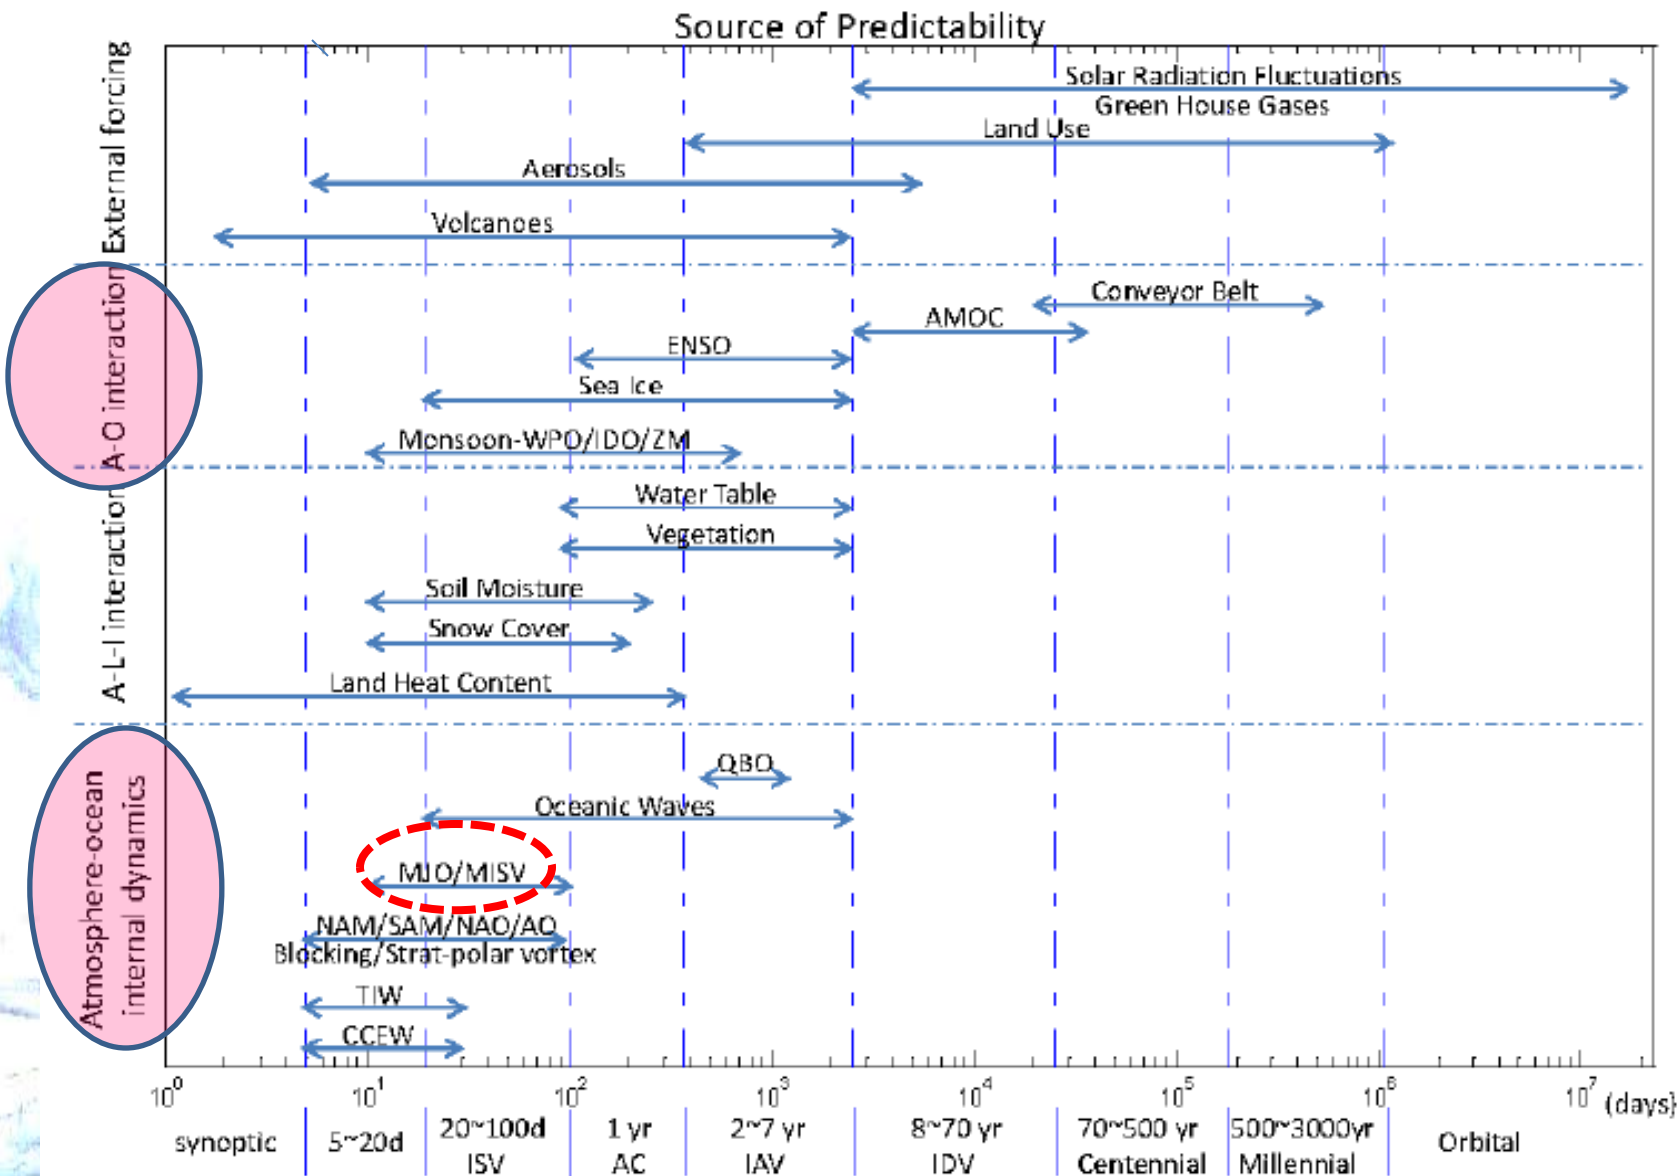 Source of Predictability
External forcing
Solar Radiation Fluctuations
Green House Gases
Land Use
Aerosols
Volcanoes
A-O interaction
Conveyor Belt
AMOC
ENSO
Sea Ice
Monsoon-WPO/IDO/ZM
A-L-I interaction
Water Table
Vegetation
Soil Moisture
Snow Cover
Land Heat Content
Atmosphere-ocean
internal dynamics
QBO
Oceanic Waves
MJO/MISV
NAM/SAM/NAO/AO
Blocking/Strat-polar vortex
TIW
CCEW
10⁰ 10¹ 10² 10³ 10⁴ 10⁵ 10⁶ 10⁷ (days)
synoptic 5~20d 20~100d 1 yr 2~7 yr 8~70 yr 70~500 yr 500~3000yr Orbital
ISV AC IAV IDV Centennial Millennial